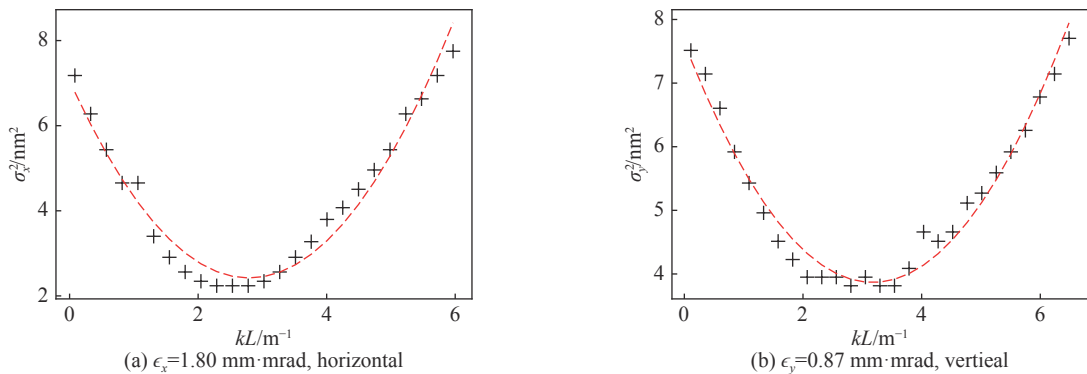 8
6
4
2
σx²/nm²
0 2 4 6
kL/m⁻¹
(a) ϵx=1.80 mm·mrad, horizontal
8
7
6
5
4
σy²/nm²
0 2 4 6
kL/m⁻¹
(b) ϵy=0.87 mm·mrad, vertieal